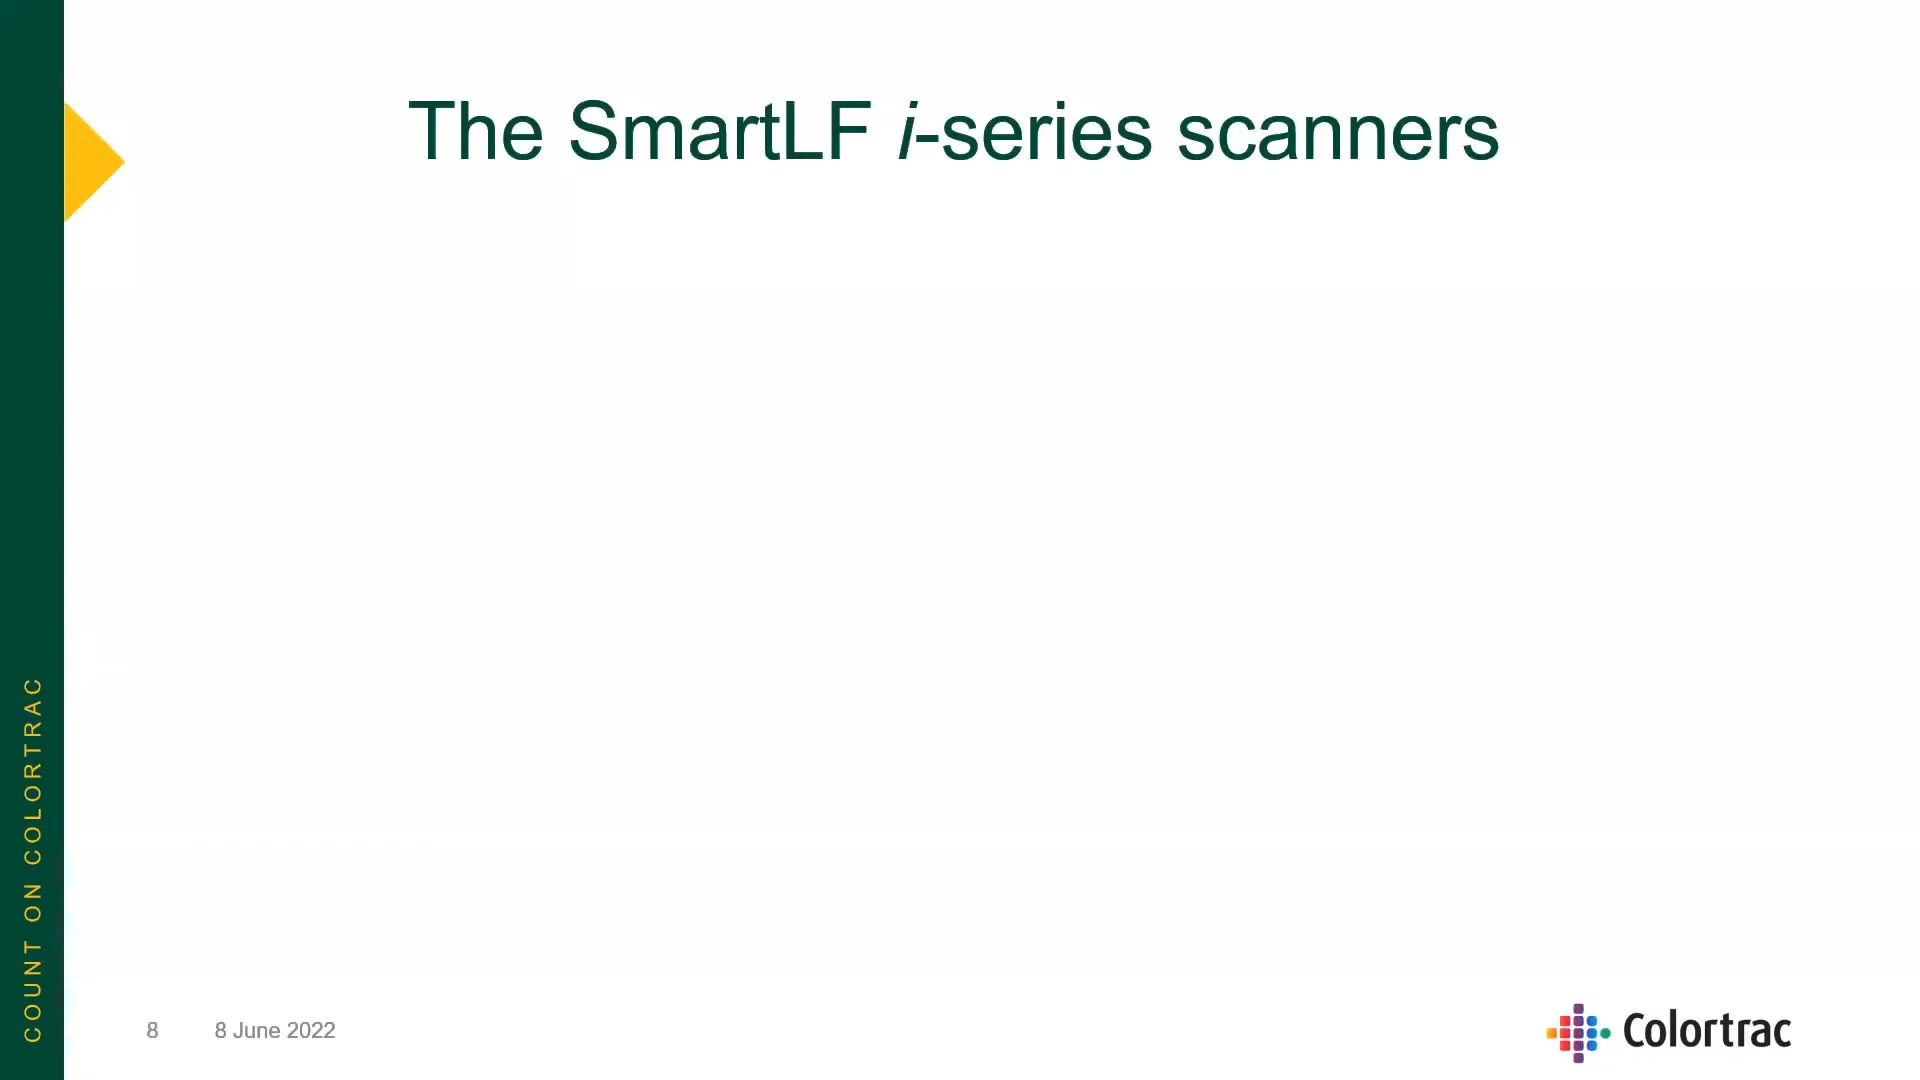 The SmartLF i-series scanners
COUNT ON COLORTRAC
8 8 June 2022
Colortrac